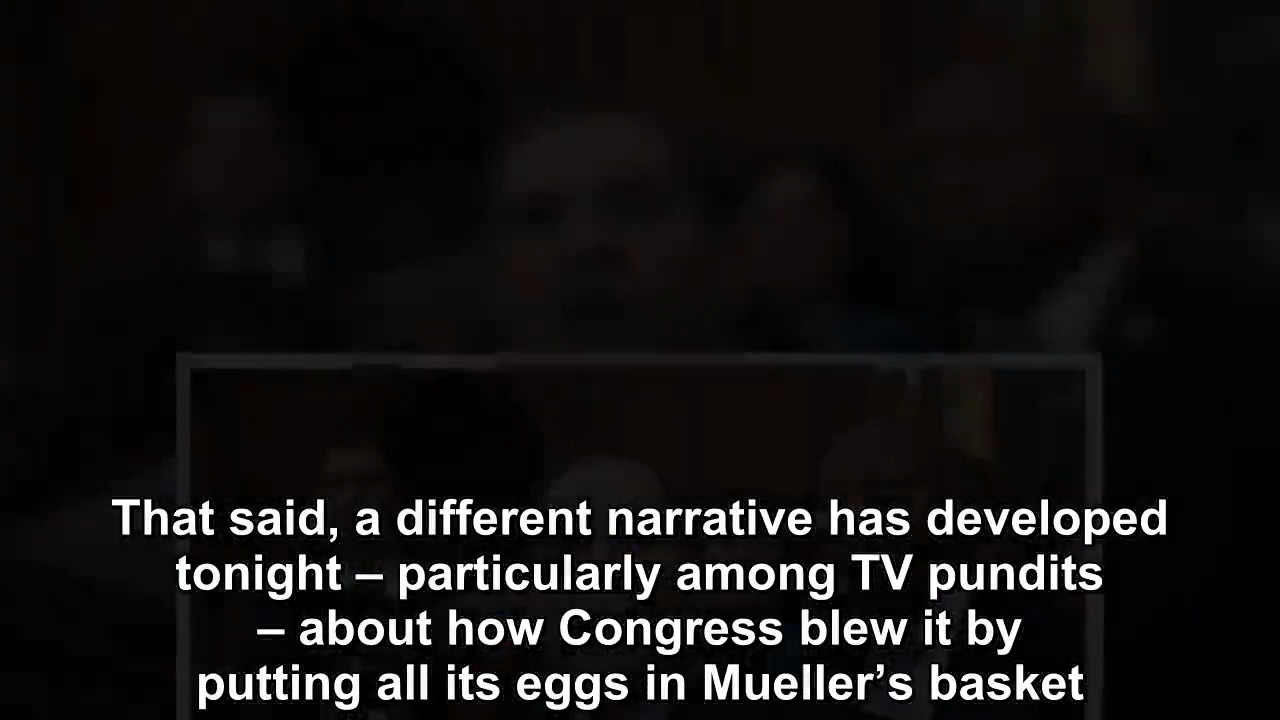 That said, a different narrative has developed
tonight – particularly among TV pundits
– about how Congress blew it by
putting all its eggs in Mueller’s basket